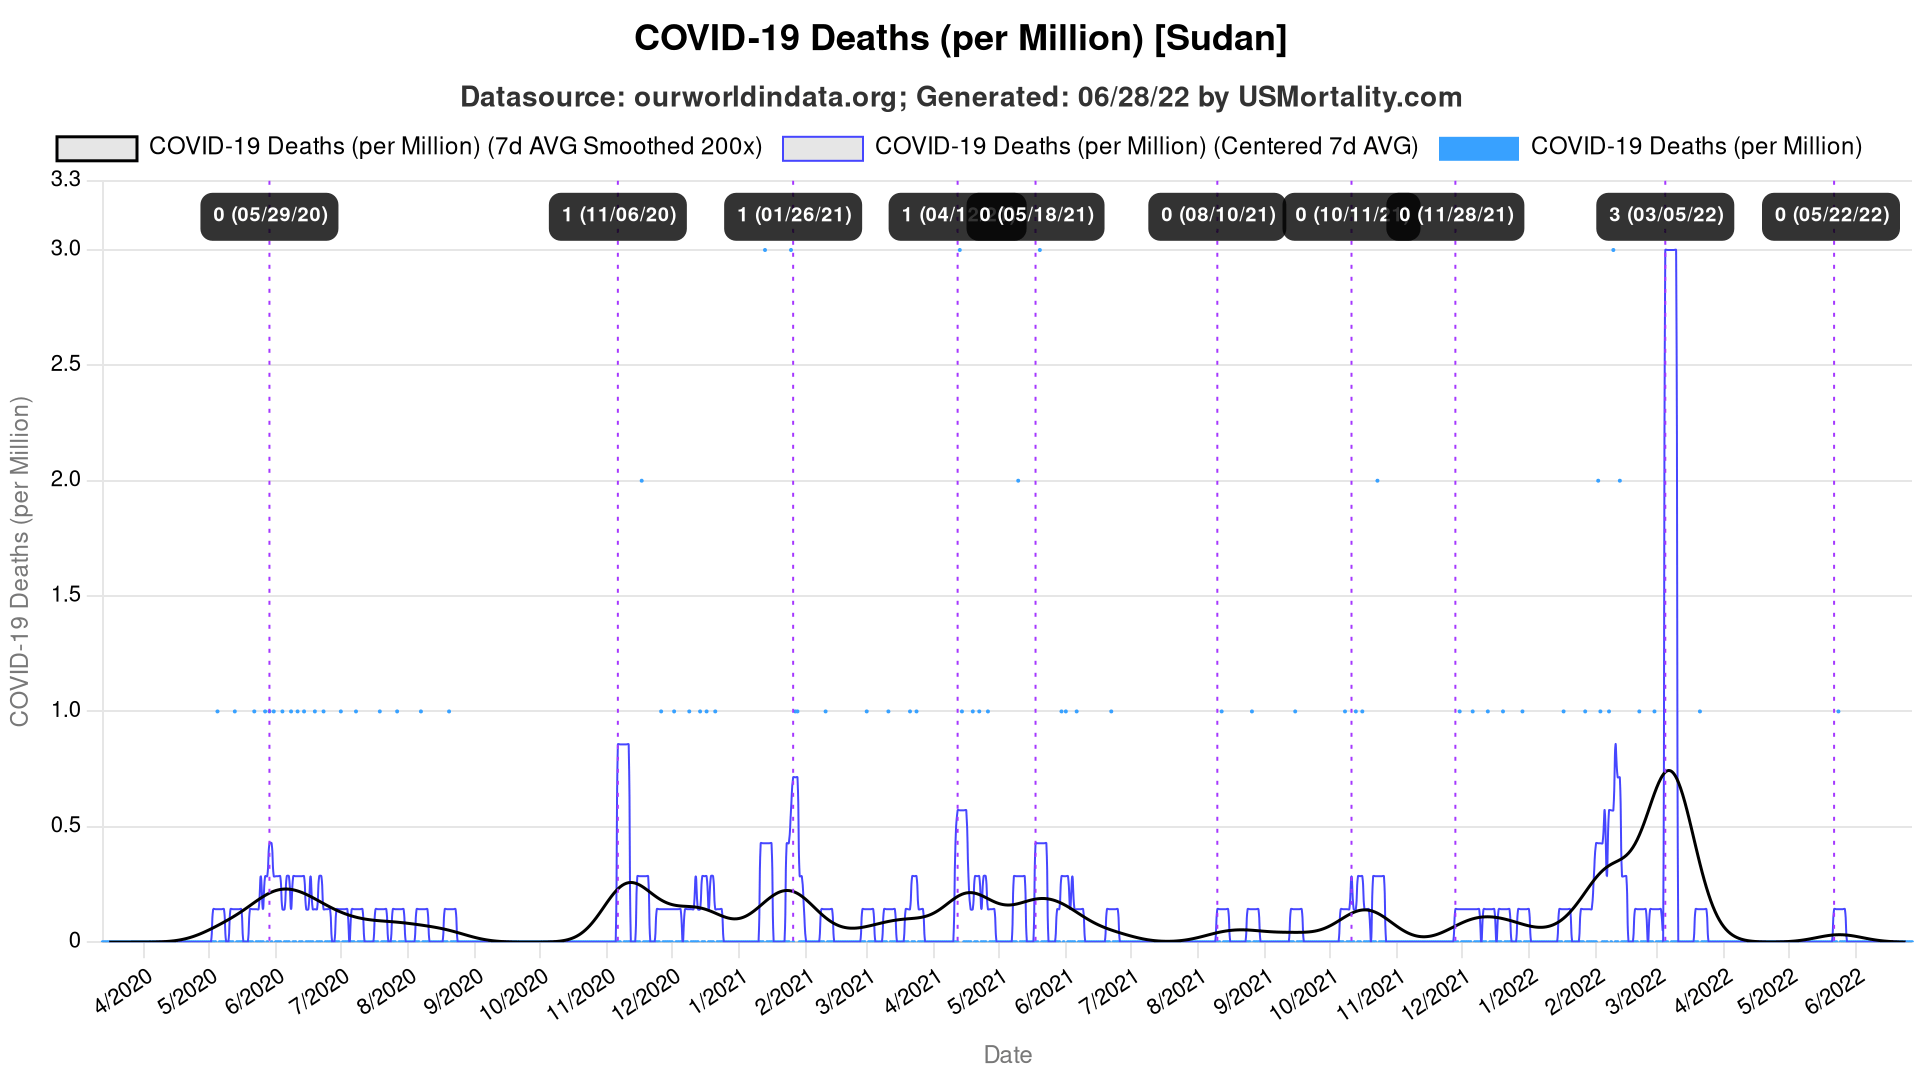 COVID-19 Deaths (per Million) [Sudan]
Datasource: ourworldindata.org; Generated: 06/28/22 by USMortality.com
COVID-19 Deaths (per Million) (7d AVG Smoothed 200x) COVID-19 Deaths (per Million) (Centered 7d AVG) COVID-19 Deaths (per Million)
0 (05/29/20) 1 (11/06/20) 1 (01/26/21) 1 (04/1 (05/18/21) 0 (08/10/21) 0 (10/11/21 0 (11/28/21) 3 (03/05/22) 0 (05/22/22)
3.3
3.0
2.5
2.0
1.5
1.0
0.5
0
COVID-19 Deaths (per Million)
4/2020 5/2020 6/2020 7/2020 8/2020 9/2020 10/2020 11/2020 12/2020 1/2021 2/2021 3/2021 4/2021 5/2021 6/2021 7/2021 8/2021 9/2021 10/2021 11/2021 12/2021 1/2022 2/2022 3/2022 4/2022 5/2022 6/2022
Date